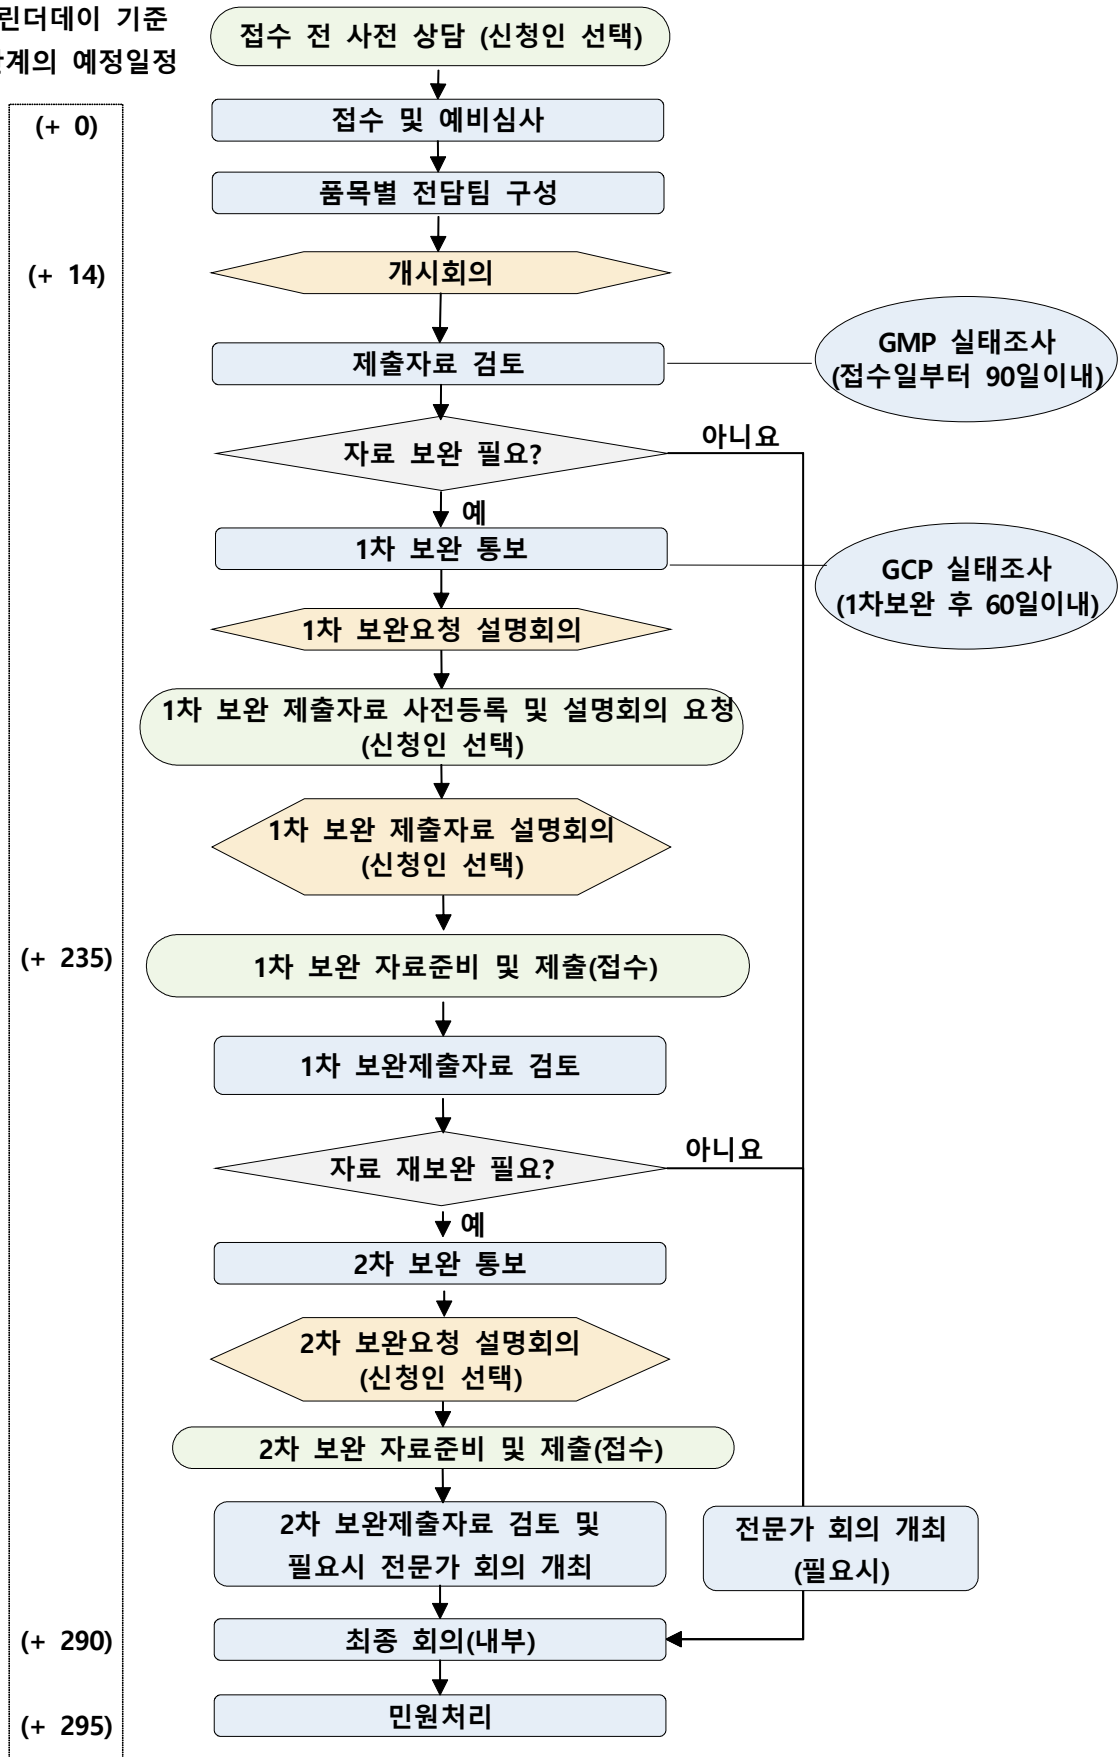 린더데이 기준
계의 예정일정
접수 전 사전 상담 (신청인 선택)
(+ 0)
접수 및 예비심사
품목별 전담팀 구성
(+ 14)
개시회의
제출자료 검토
GMP 실태조사
(접수일부터 90일이내)
자료 보완 필요?
아니요
예
1차 보완 통보
GCP 실태조사
(1차보완 후 60일이내)
1차 보완요청 설명회의
1차 보완 제출자료 사전등록 및 설명회의 요청
(신청인 선택)
1차 보완 제출자료 설명회의
(신청인 선택)
(+ 235)
1차 보완 자료준비 및 제출(접수)
1차 보완제출자료 검토
자료 재보완 필요?
아니요
예
2차 보완 통보
2차 보완요청 설명회의
(신청인 선택)
2차 보완 자료준비 및 제출(접수)
2차 보완제출자료 검토 및
필요시 전문가 회의 개최
전문가 회의 개최
(필요시)
(+ 290)
최종 회의(내부)
(+ 295)
민원처리